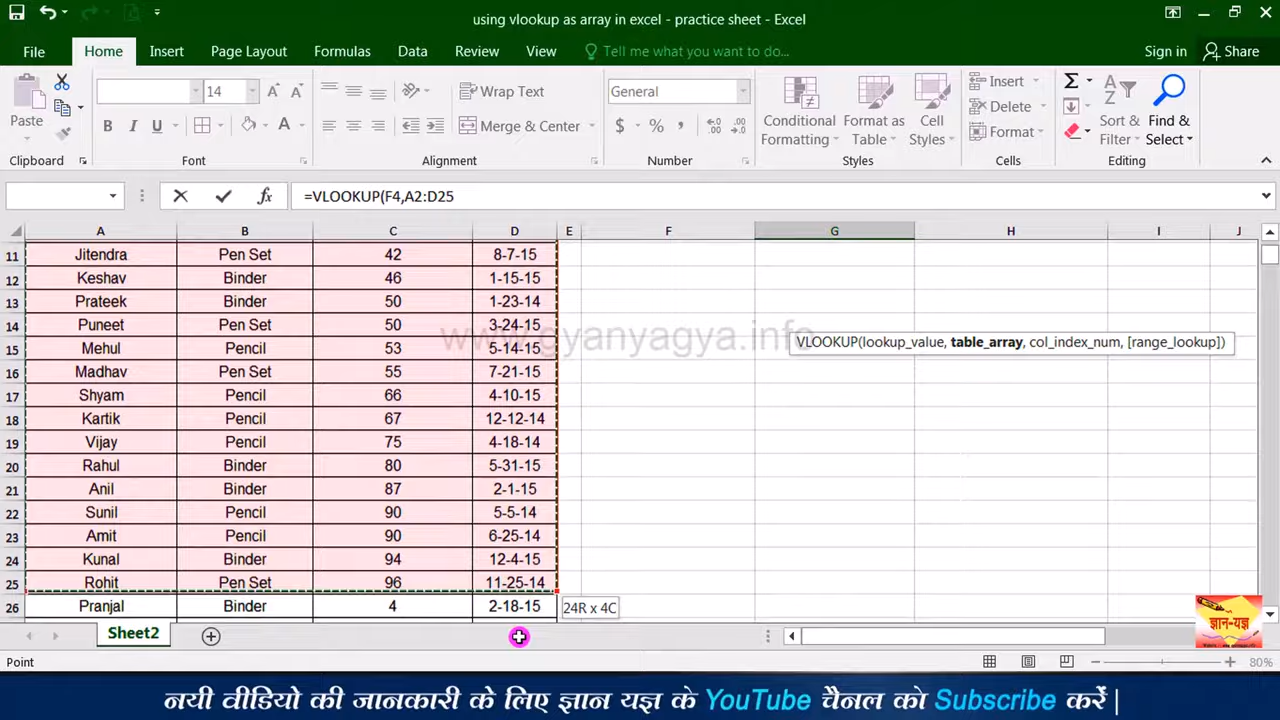 using vlookup as array in excel - practice sheet - Excel
File Home Insert Page Layout Formulas Data Review View Tell me what you want to do... Sign in Share
Paste
14
Wrap Text
General
Conditional Formatting
Format as Table
Cell Styles
Insert
Delete
Format
Sort & Filter
Find & Select
B I U A
Merge & Center
$ % ,
Clipboard Font Alignment Number Styles Cells Editing
fx =VLOOKUP(F4,A2:D25
A B C D E F G H I J
11 Jitendra Pen Set 42 8-7-15
12 Keshav Binder 46 1-15-15
13 Prateek Binder 50 1-23-14
14 Puneet Pen Set 50 3-24-15
www.gyanyagya.info
VLOOKUP(lookup_value, table_array, col_index_num, [range_lookup])
15 Mehul Pencil 53 5-14-15
16 Madhav Pencil 55 7-21-15
17 Shyam Pencil 66 4-10-15
18 Kartik Pencil 67 12-12-14
19 Vijay Pencil 75 4-18-14
20 Rahul Binder 80 5-31-15
21 Anil Binder 87 2-1-15
22 Sunil Pencil 90 5-5-14
23 Amit Pencil 90 6-25-14
24 Kunal Binder 94 12-4-15
25 Rohit Pen Set 96 11-25-14
26 Pranjal Binder 4 2-18-15
24R x 4C
ज्ञान-यज्ञ
Sheet2
Point
80%
नयी वीडियो की जानकारी के लिए ज्ञान यज्ञ के YouTube चैनल को Subscribe करें |